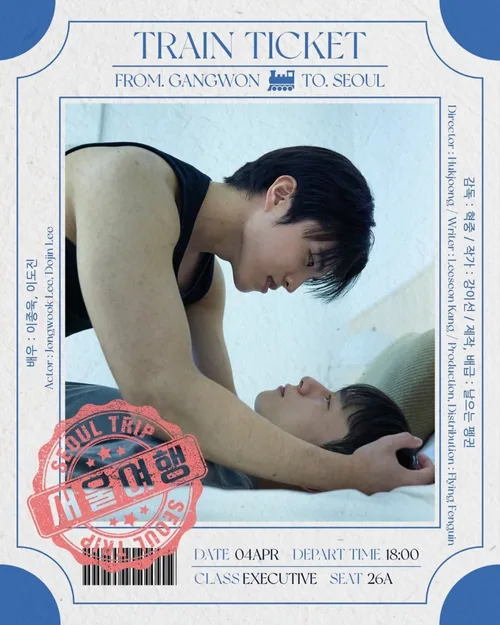 TRAIN TICKET
FROM. GANGWON TO. SEOUL
배우 : 이종욱, 이도진
Actor : Jongwook Lee, Dojin Lee
Director : Hukjoong / Writer : Leeseon Kang / Production, Distribution : Flying Penguin
감독 : 혁중 / 작가 : 강이선 / 제작, 배급 : 날으는 펭귄
SEOUL TRIP
서울여행
SEOUL TRIP
DATE 04APR DEPART TIME 18:00
CLASS EXECUTIVE SEAT 26A